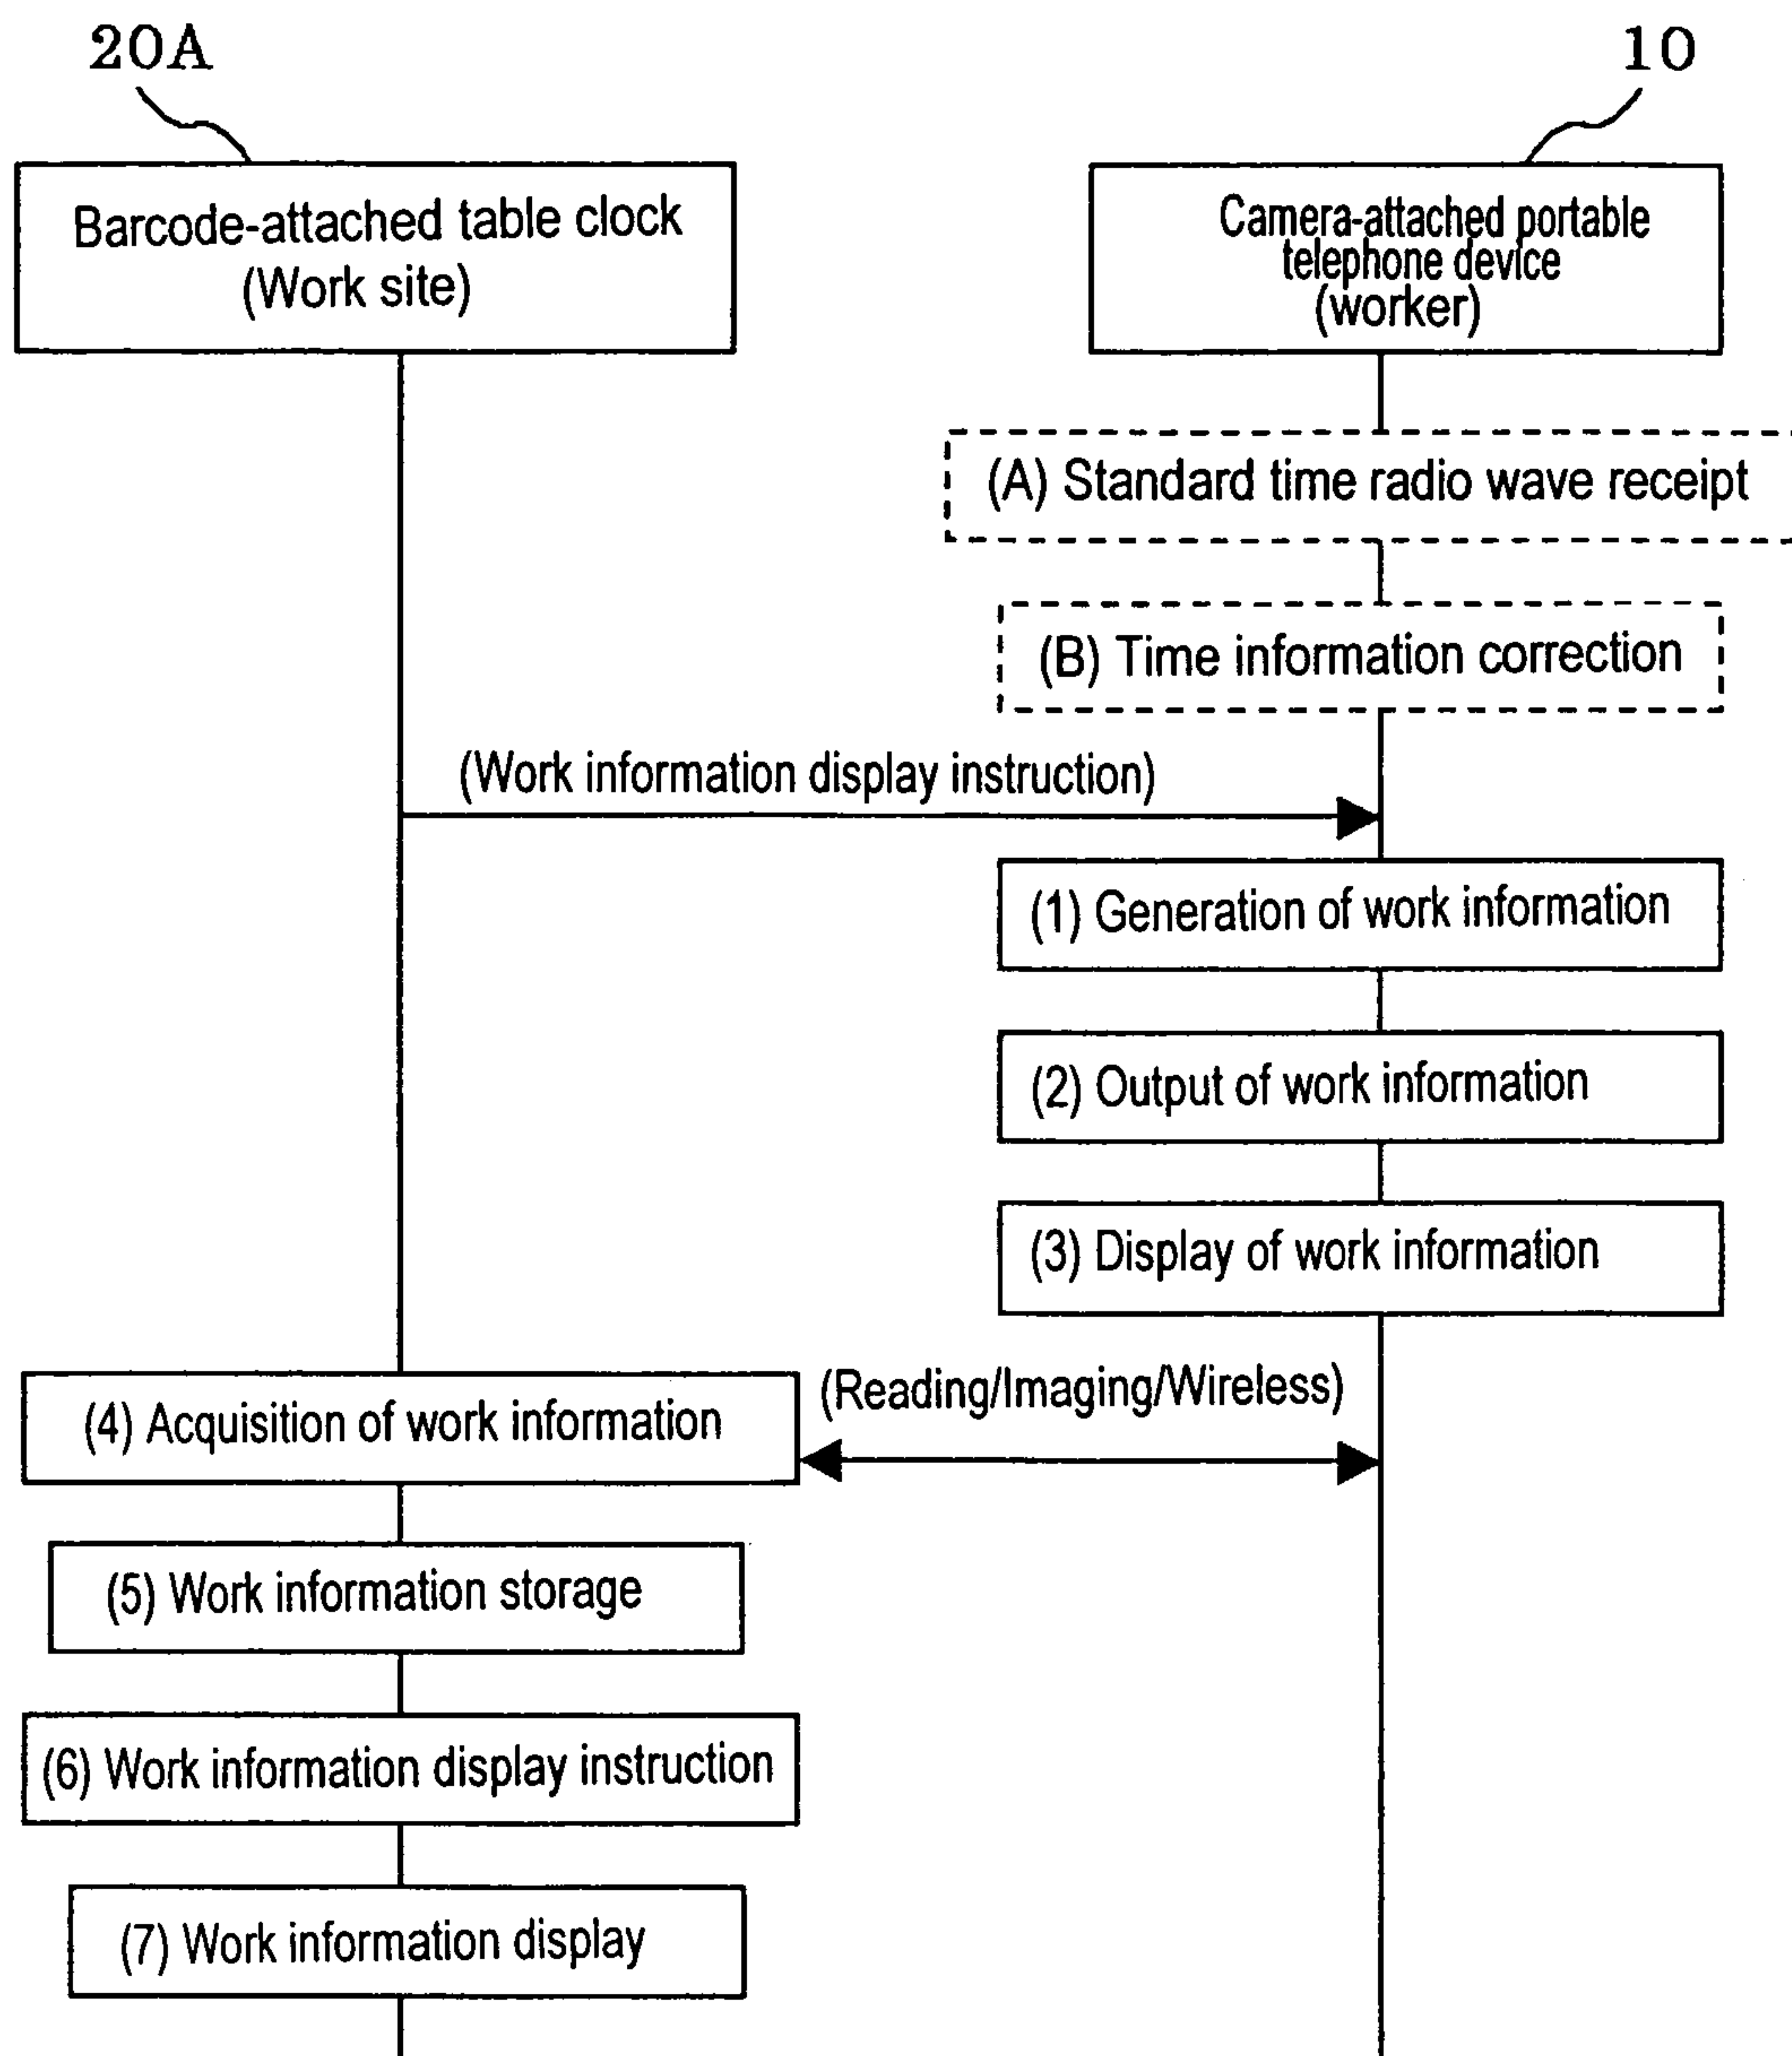 20A
10
Barcode-attached table clock
(Work site)
Camera-attached portable
telephone device
(worker)
(A) Standard time radio wave receipt
(B) Time information correction
(Work information display instruction)
(1) Generation of work information
(2) Output of work information
(3) Display of work information
(Reading/Imaging/Wireless)
(4) Acquisition of work information
(5) Work information storage
(6) Work information display instruction
(7) Work information display